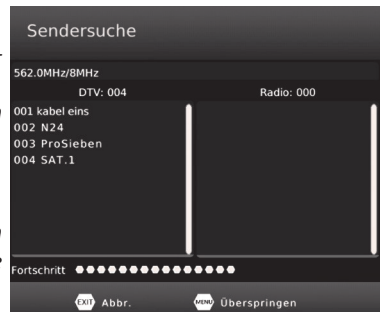 Sendersuche
562.0MHz/8MHz
DTV: 004 Radio: 000
001 kabel eins
002 N24
003 ProSieben
004 SAT.1
Fortschritt
EXIT Abbr. MENU Überspringen